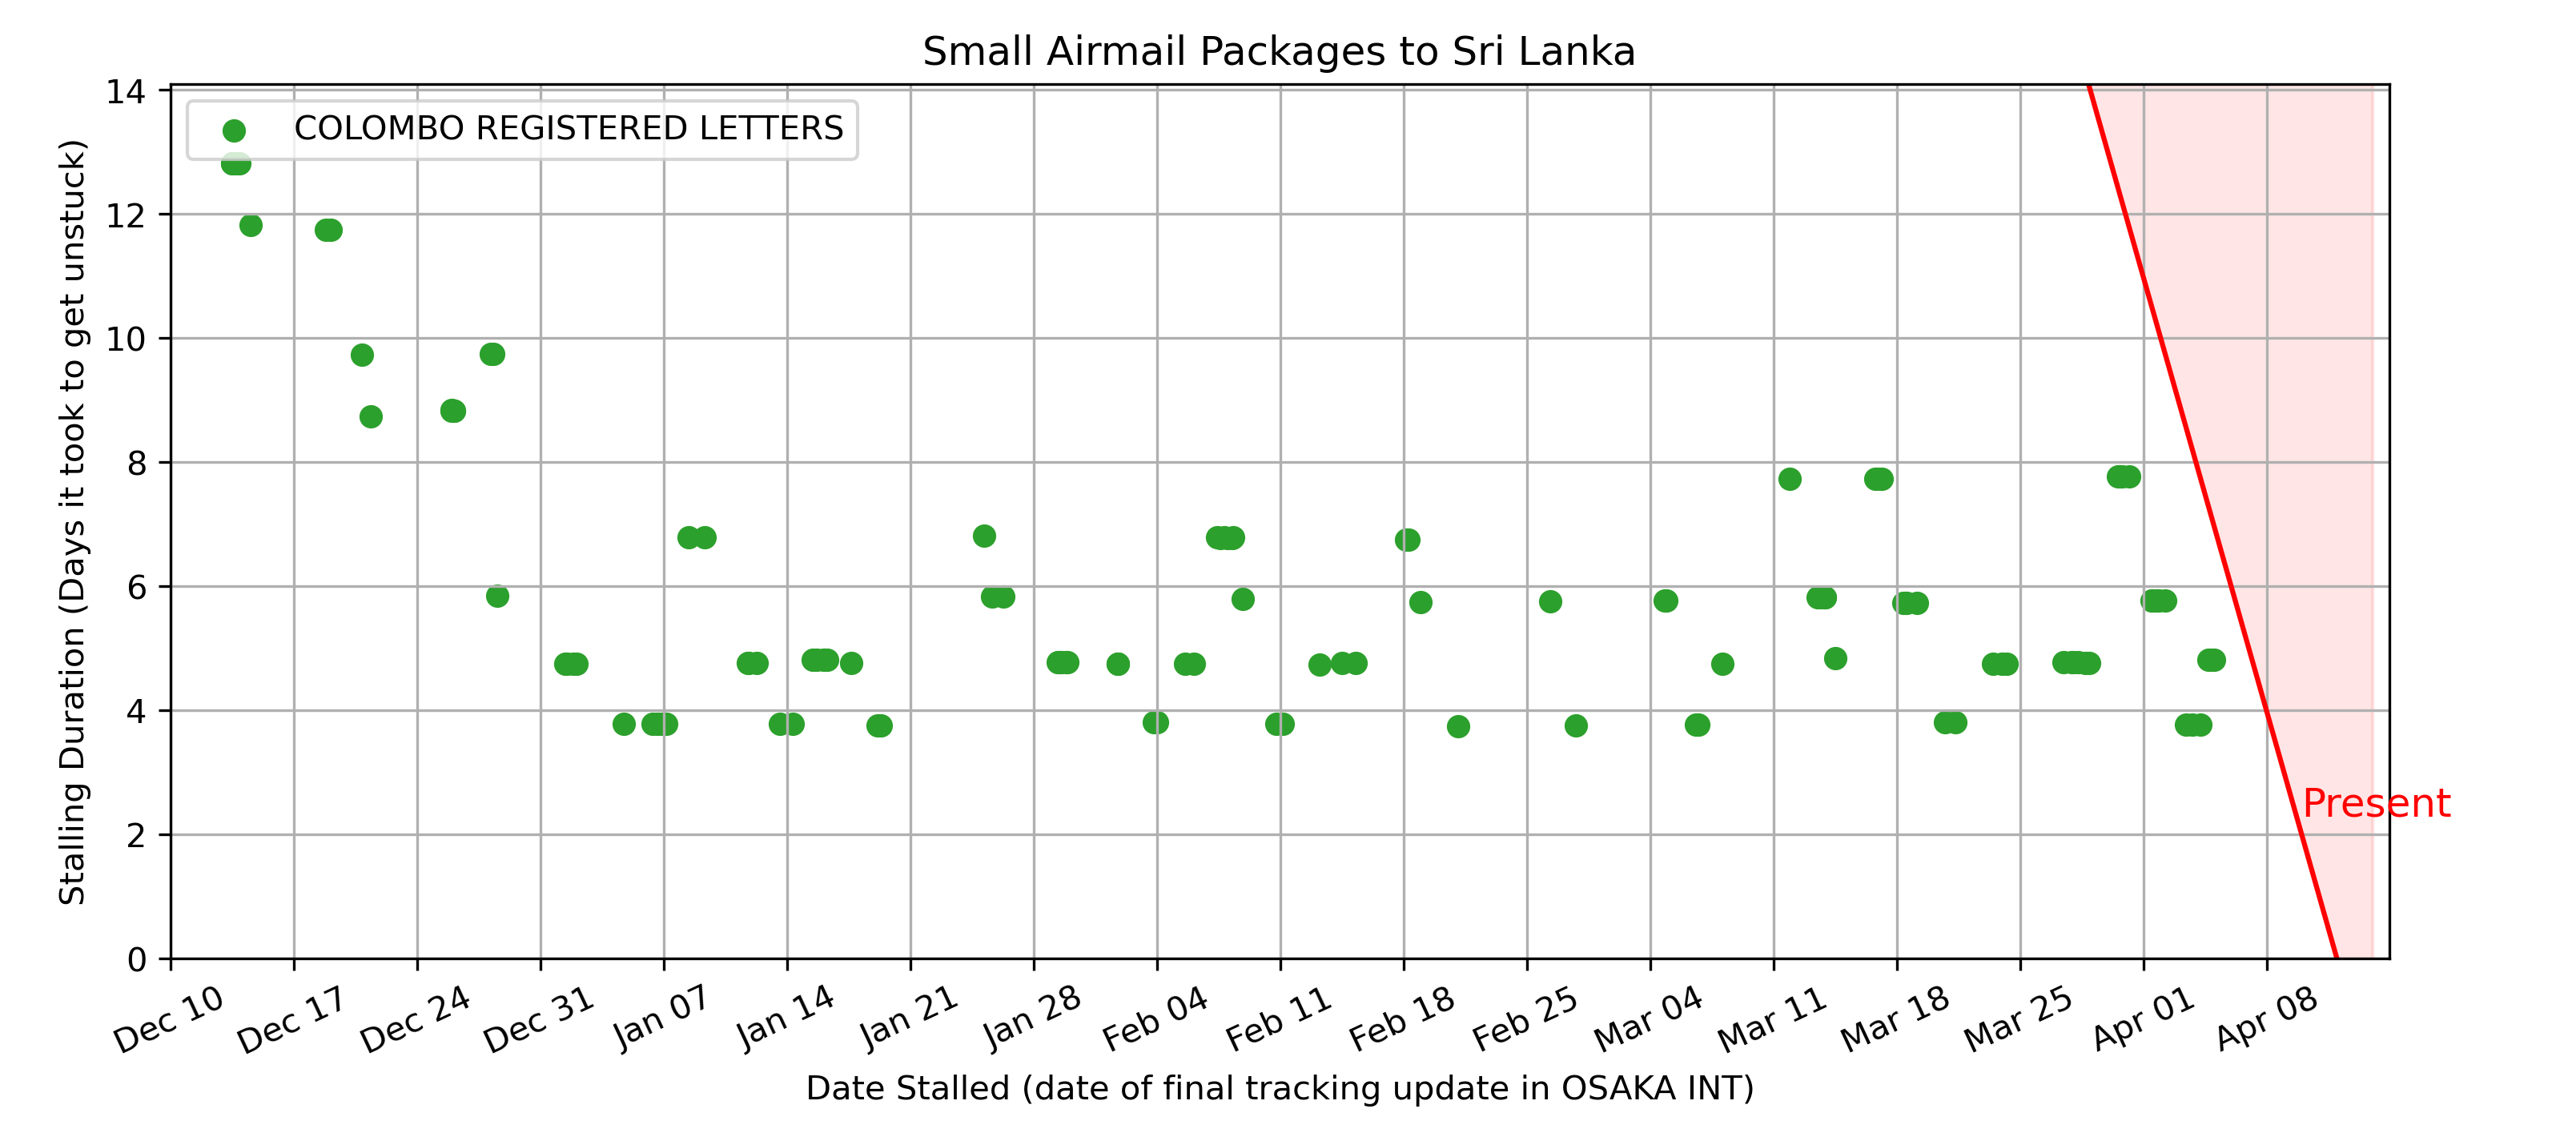 Small Airmail Packages to Sri Lanka
COLOMBO REGISTERED LETTERS
Stalling Duration (Days it took to get unstuck)
14
12
10
8
6
4
2
0
Present
Dec 10
Dec 17
Dec 24
Dec 31
Jan 07
Jan 14
Jan 21
Jan 28
Feb 04
Feb 11
Feb 18
Feb 25
Mar 04
Mar 11
Mar 18
Mar 25
Apr 01
Apr 08
Date Stalled (date of final tracking update in OSAKA INT)